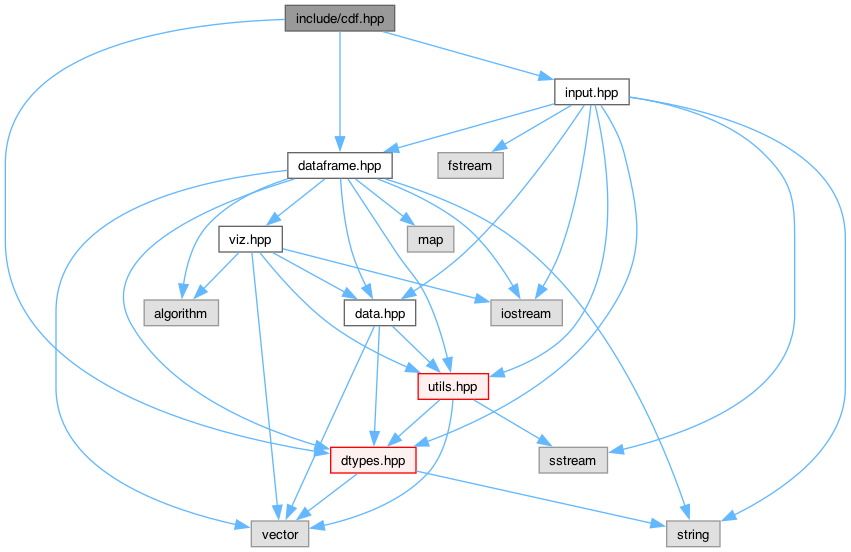 include/cdf.hpp
input.hpp
dataframe.hpp
fstream
viz.hpp
map
algorithm
data.hpp
iostream
utils.hpp
dtypes.hpp
sstream
vector
string